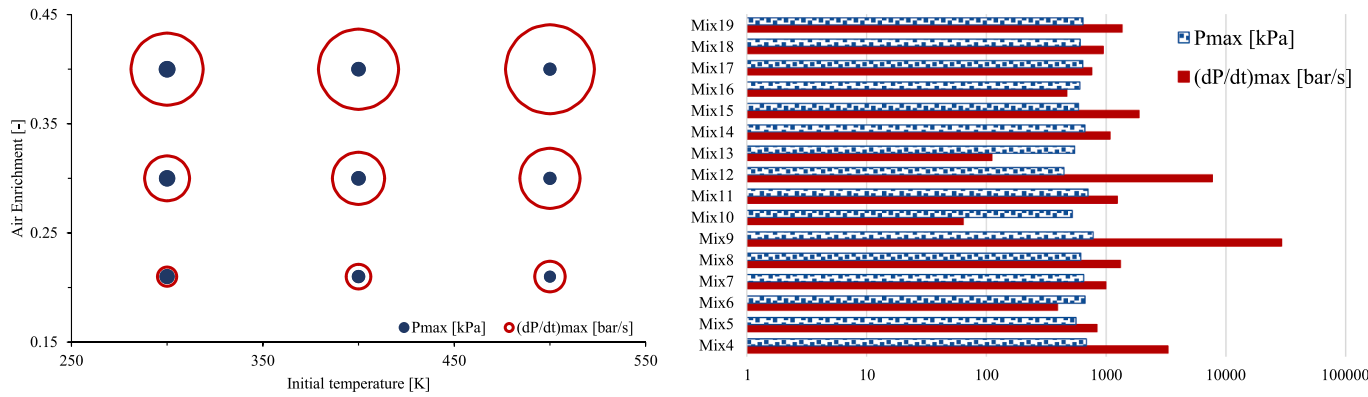 0.45
0.35
0.25
0.15
Air Enrichment [-]
250
350
450
550
Initial temperature [K]
Pmax [kPa]
(dP/dt)max [bar/s]
Mix19
Mix18
Mix17
Mix16
Mix15
Mix14
Mix13
Mix12
Mix11
Mix10
Mix9
Mix8
Mix7
Mix6
Mix5
Mix4
1
10
100
1000
10000
100000
Pmax [kPa]
(dP/dt)max [bar/s]